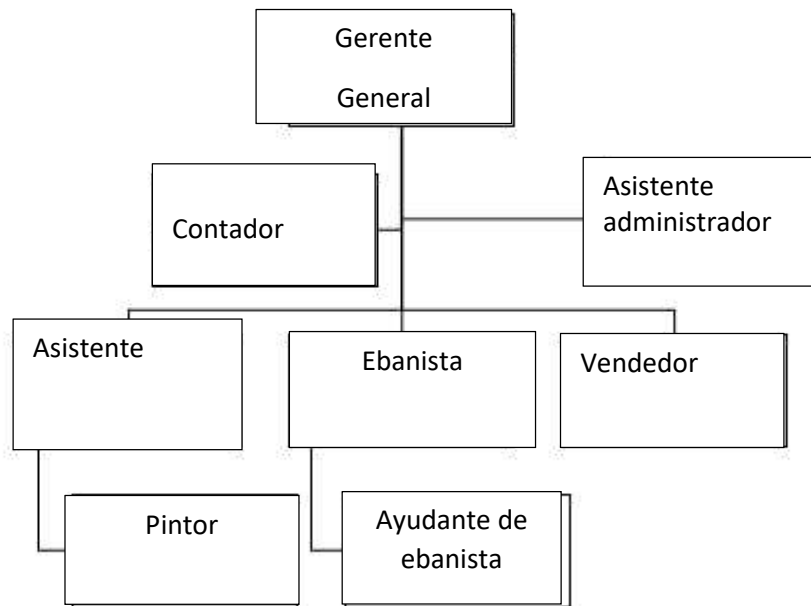 Gerente
General
Contador
Asistente
administrador
Asistente
Ebanista
Vendedor
Pintor
Ayudante de
ebanista